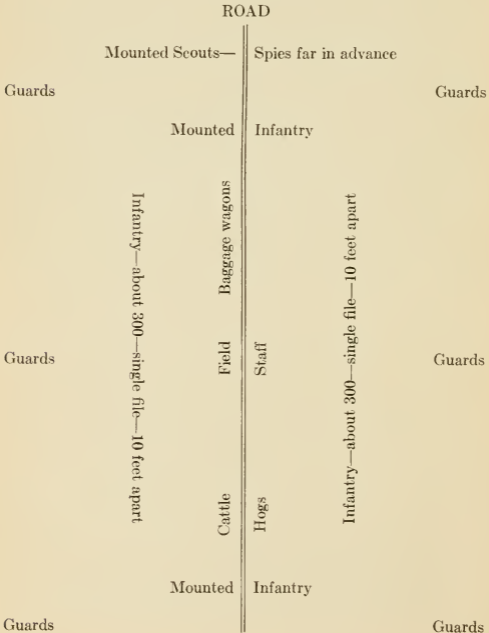 ROAD
Mounted Scouts— Spies far in advance
Guards Guards
Mounted Infantry
Infantry—about 300—single file—10 feet apart
Baggage wagons
Infantry—about 300—single file—10 feet apart
Field Staff
Guards Guards
Cattle Hogs
Mounted Infantry
Guards Guards